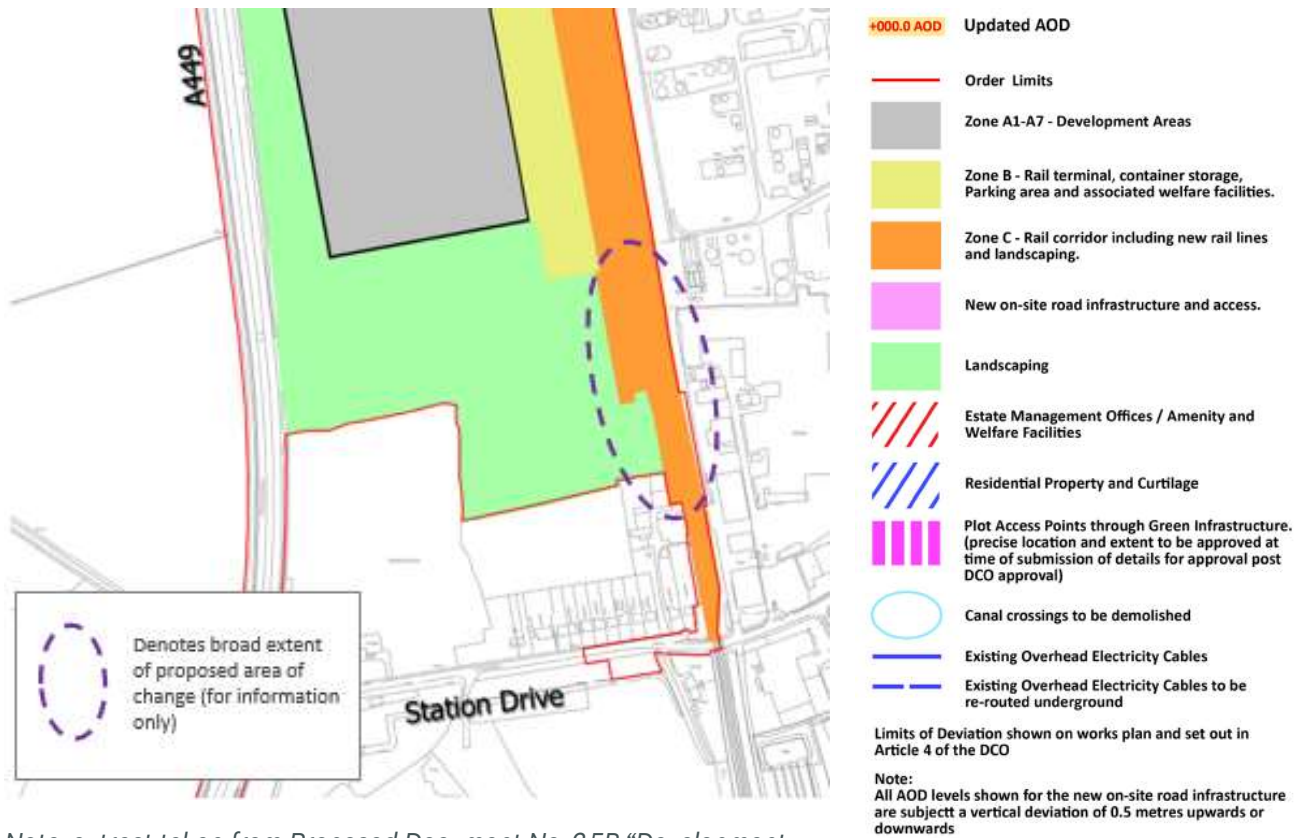 A449
Denotes broad extent
of proposed area of
change (for information
only)
Station Drive
+000.0 AOD Updated AOD
Order Limits
Zone A1-A7 - Development Areas
Zone B - Rail terminal, container storage,
Parking area and associated welfare facilities.
Zone C - Rail corridor including new rail lines
and landscaping.
New on-site road infrastructure and access.
Landscaping
Estate Management Offices / Amenity and
Welfare Facilities
Residential Property and Curtilage
Plot Access Points through Green Infrastructure.
(precise location and extent to be approved at
time of submission of details for approval post
DCO approval)
Canal crossings to be demolished
Existing Overhead Electricity Cables
Existing Overhead Electricity Cables to be
re-routed underground
Limits of Deviation shown on works plan and set out in
Article 4 of the DCO
Note:
All AOD levels shown for the new on-site road infrastructure
are subjectt a vertical deviation of 0.5 metres upwards or
downwards